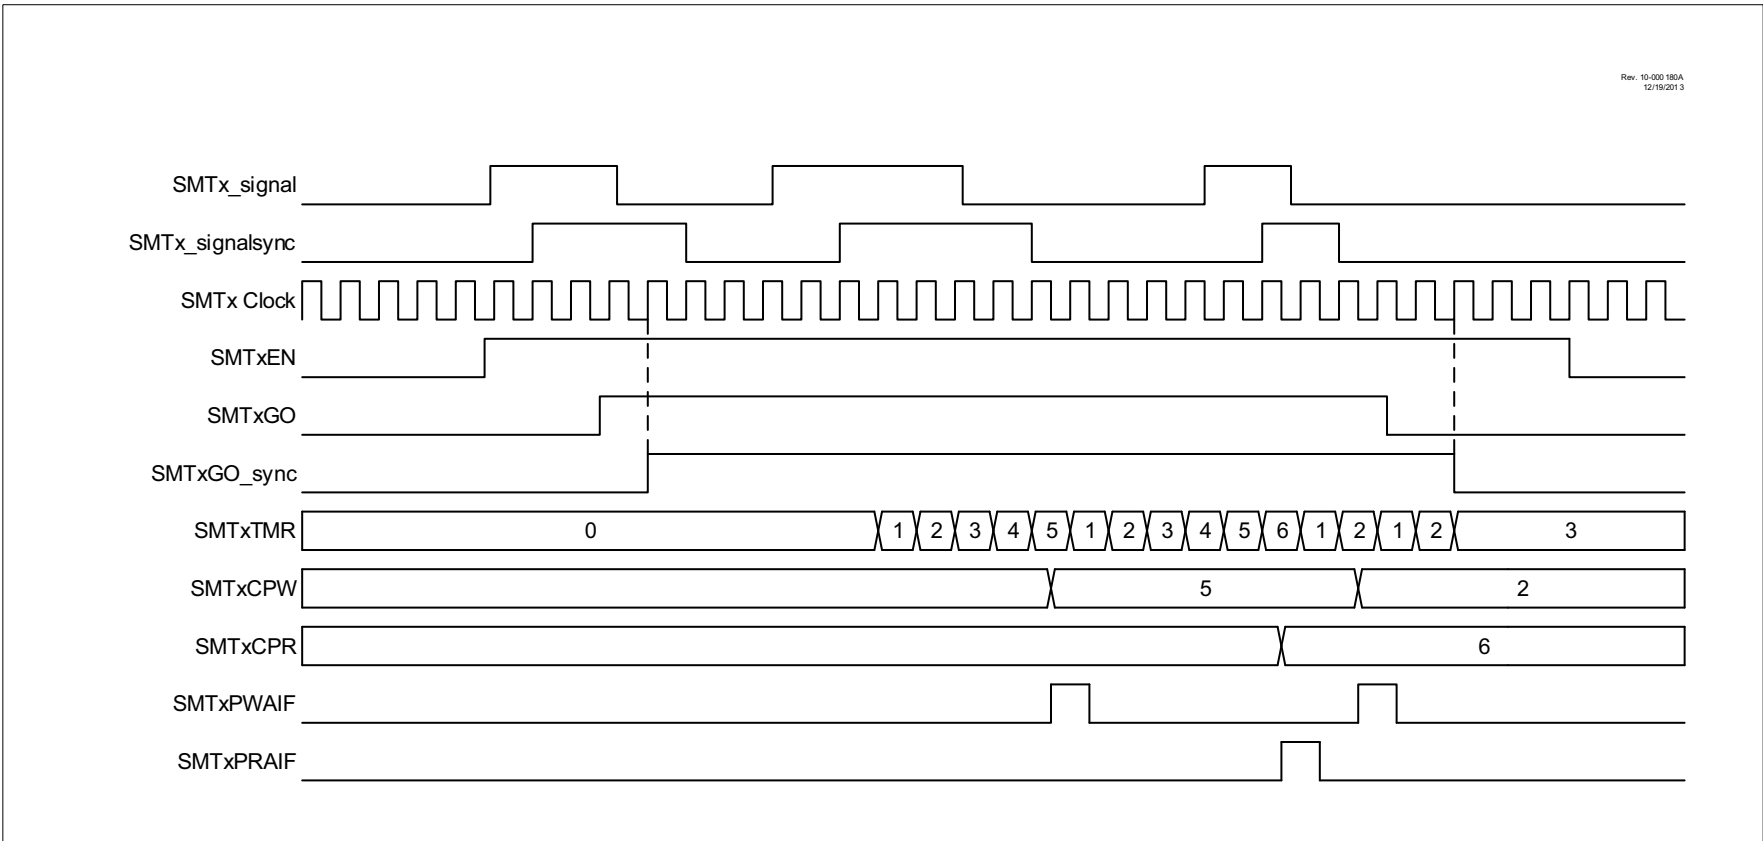 Rev. 10-000 180A
12/19/201 3
SMTx_signal
SMTx_signalsync
SMTx Clock
SMTxEN
SMTxGO
SMTxGO_sync
SMTxTMR 0 1 2 3 4 5 1 2 3 4 5 6 1 2 1 2 3
SMTxCPW 5 2
SMTxCPR 6
SMTxPWAIF
SMTxPRAIF